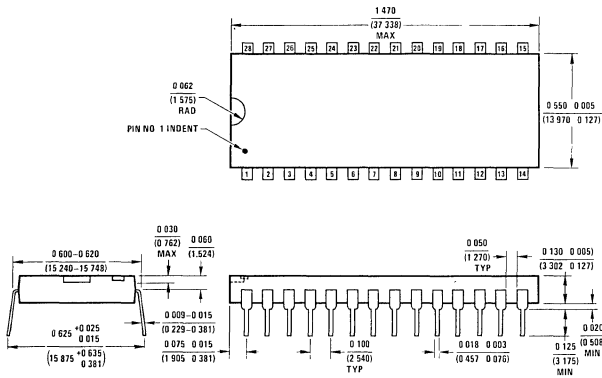 1 470
(37 338)
MAX
28 27 26 25 24 23 22 21 20 19 18 17 16 15
0 062
(1 575)
RAD
PIN NO 1 INDENT
0 550 0 005
(13 970 0 127)
1 2 3 4 5 6 7 8 9 10 11 12 13 14
0 600–0 620
(15 240–15 748)
0 030
(0 762)
MAX
0 060
(1.524)
0 009–0 015
(0 229–0 381)
0 625 +0 025
0 015
(15 875 +0 635
0 381)
0 075 0 015
(1 905 0 381)
0 100
(2 540)
TYP
0 050
(1 270)
TYP
0 018 0 003
(0 457 0 076)
0 130 0 005)
(3 302 0 127)
0 125
(3 175)
MIN
0 020
(0 508
MIN